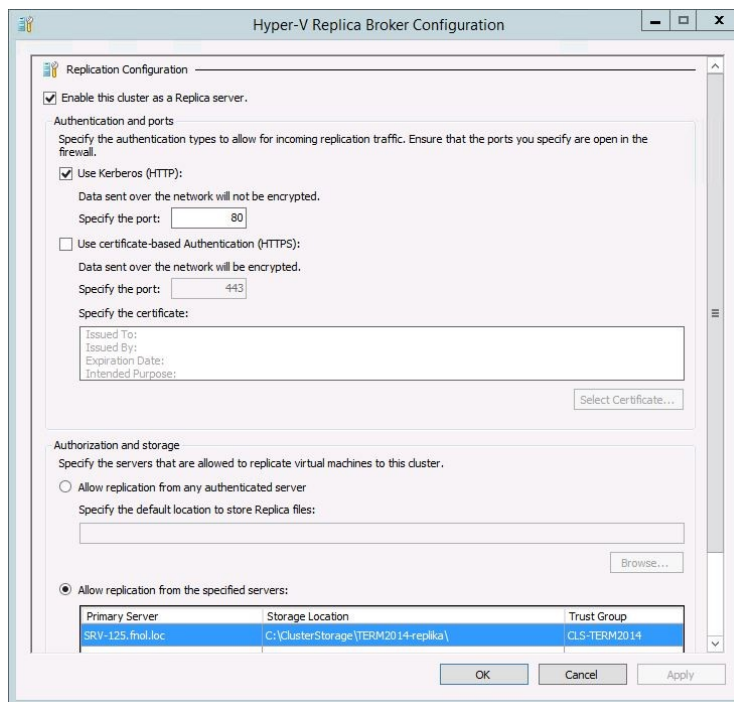 Hyper-V Replica Broker Configuration
Replication Configuration
Enable this cluster as a Replica server.
Authentication and ports
Specify the authentication types to allow for incoming replication traffic. Ensure that the ports you specify are open in the
firewall.
Use Kerberos (HTTP):
Data sent over the network will not be encrypted.
Specify the port: 80
Use certificate-based Authentication (HTTPS):
Data sent over the network will be encrypted.
Specify the port: 443
Specify the certificate:
Issued To:
Issued By:
Expiration Date:
Intended Purpose:
Select Certificate...
Authorization and storage
Specify the servers that are allowed to replicate virtual machines to this cluster.
Allow replication from any authenticated server
Specify the default location to store Replica files:
Browse...
Allow replication from the specified servers:
Primary Server Storage Location Trust Group
SRV-125.fnol.loc C:\ClusterStorage\TERM2014-replika\ CLS-TERM2014
OK Cancel Apply